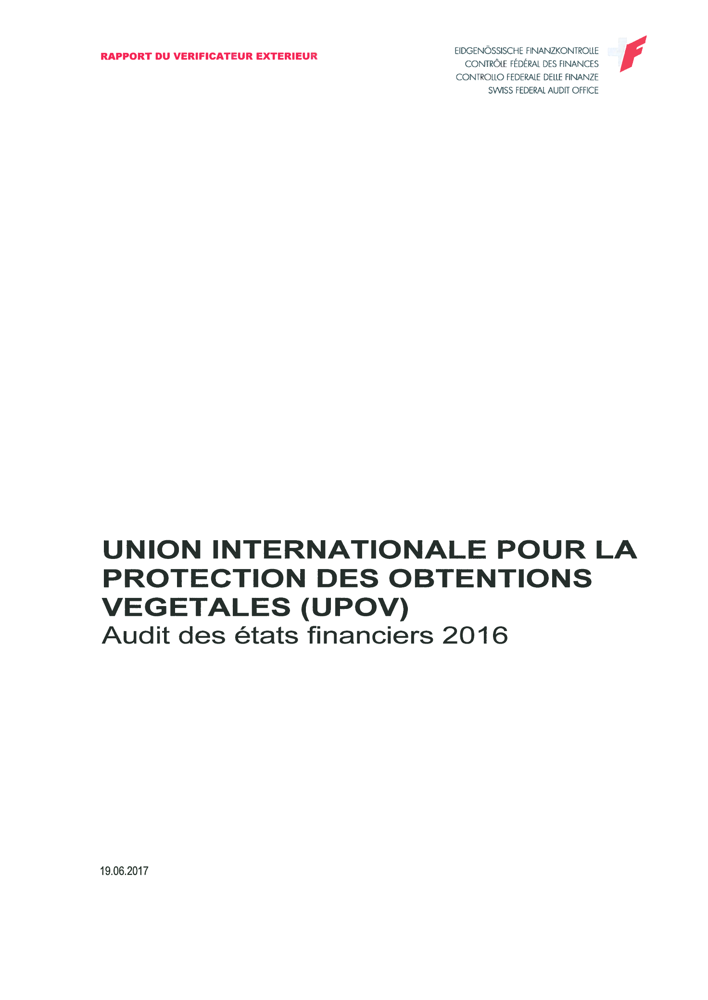 RAPPORT DU VERIFICATEUR EXTERIEUR
EIDGENÖSSISCHE FINANZKONTROLLE
CONTRÔLE FÉDÉRAL DES FINANCES
CONTROLLO FEDERALE DELLE FINANZE
SWISS FEDERAL AUDIT OFFICE
UNION INTERNATIONALE POUR LA
PROTECTION DES OBTENTIONS
VEGETALES (UPOV)
Audit des états financiers 2016
19.06.2017